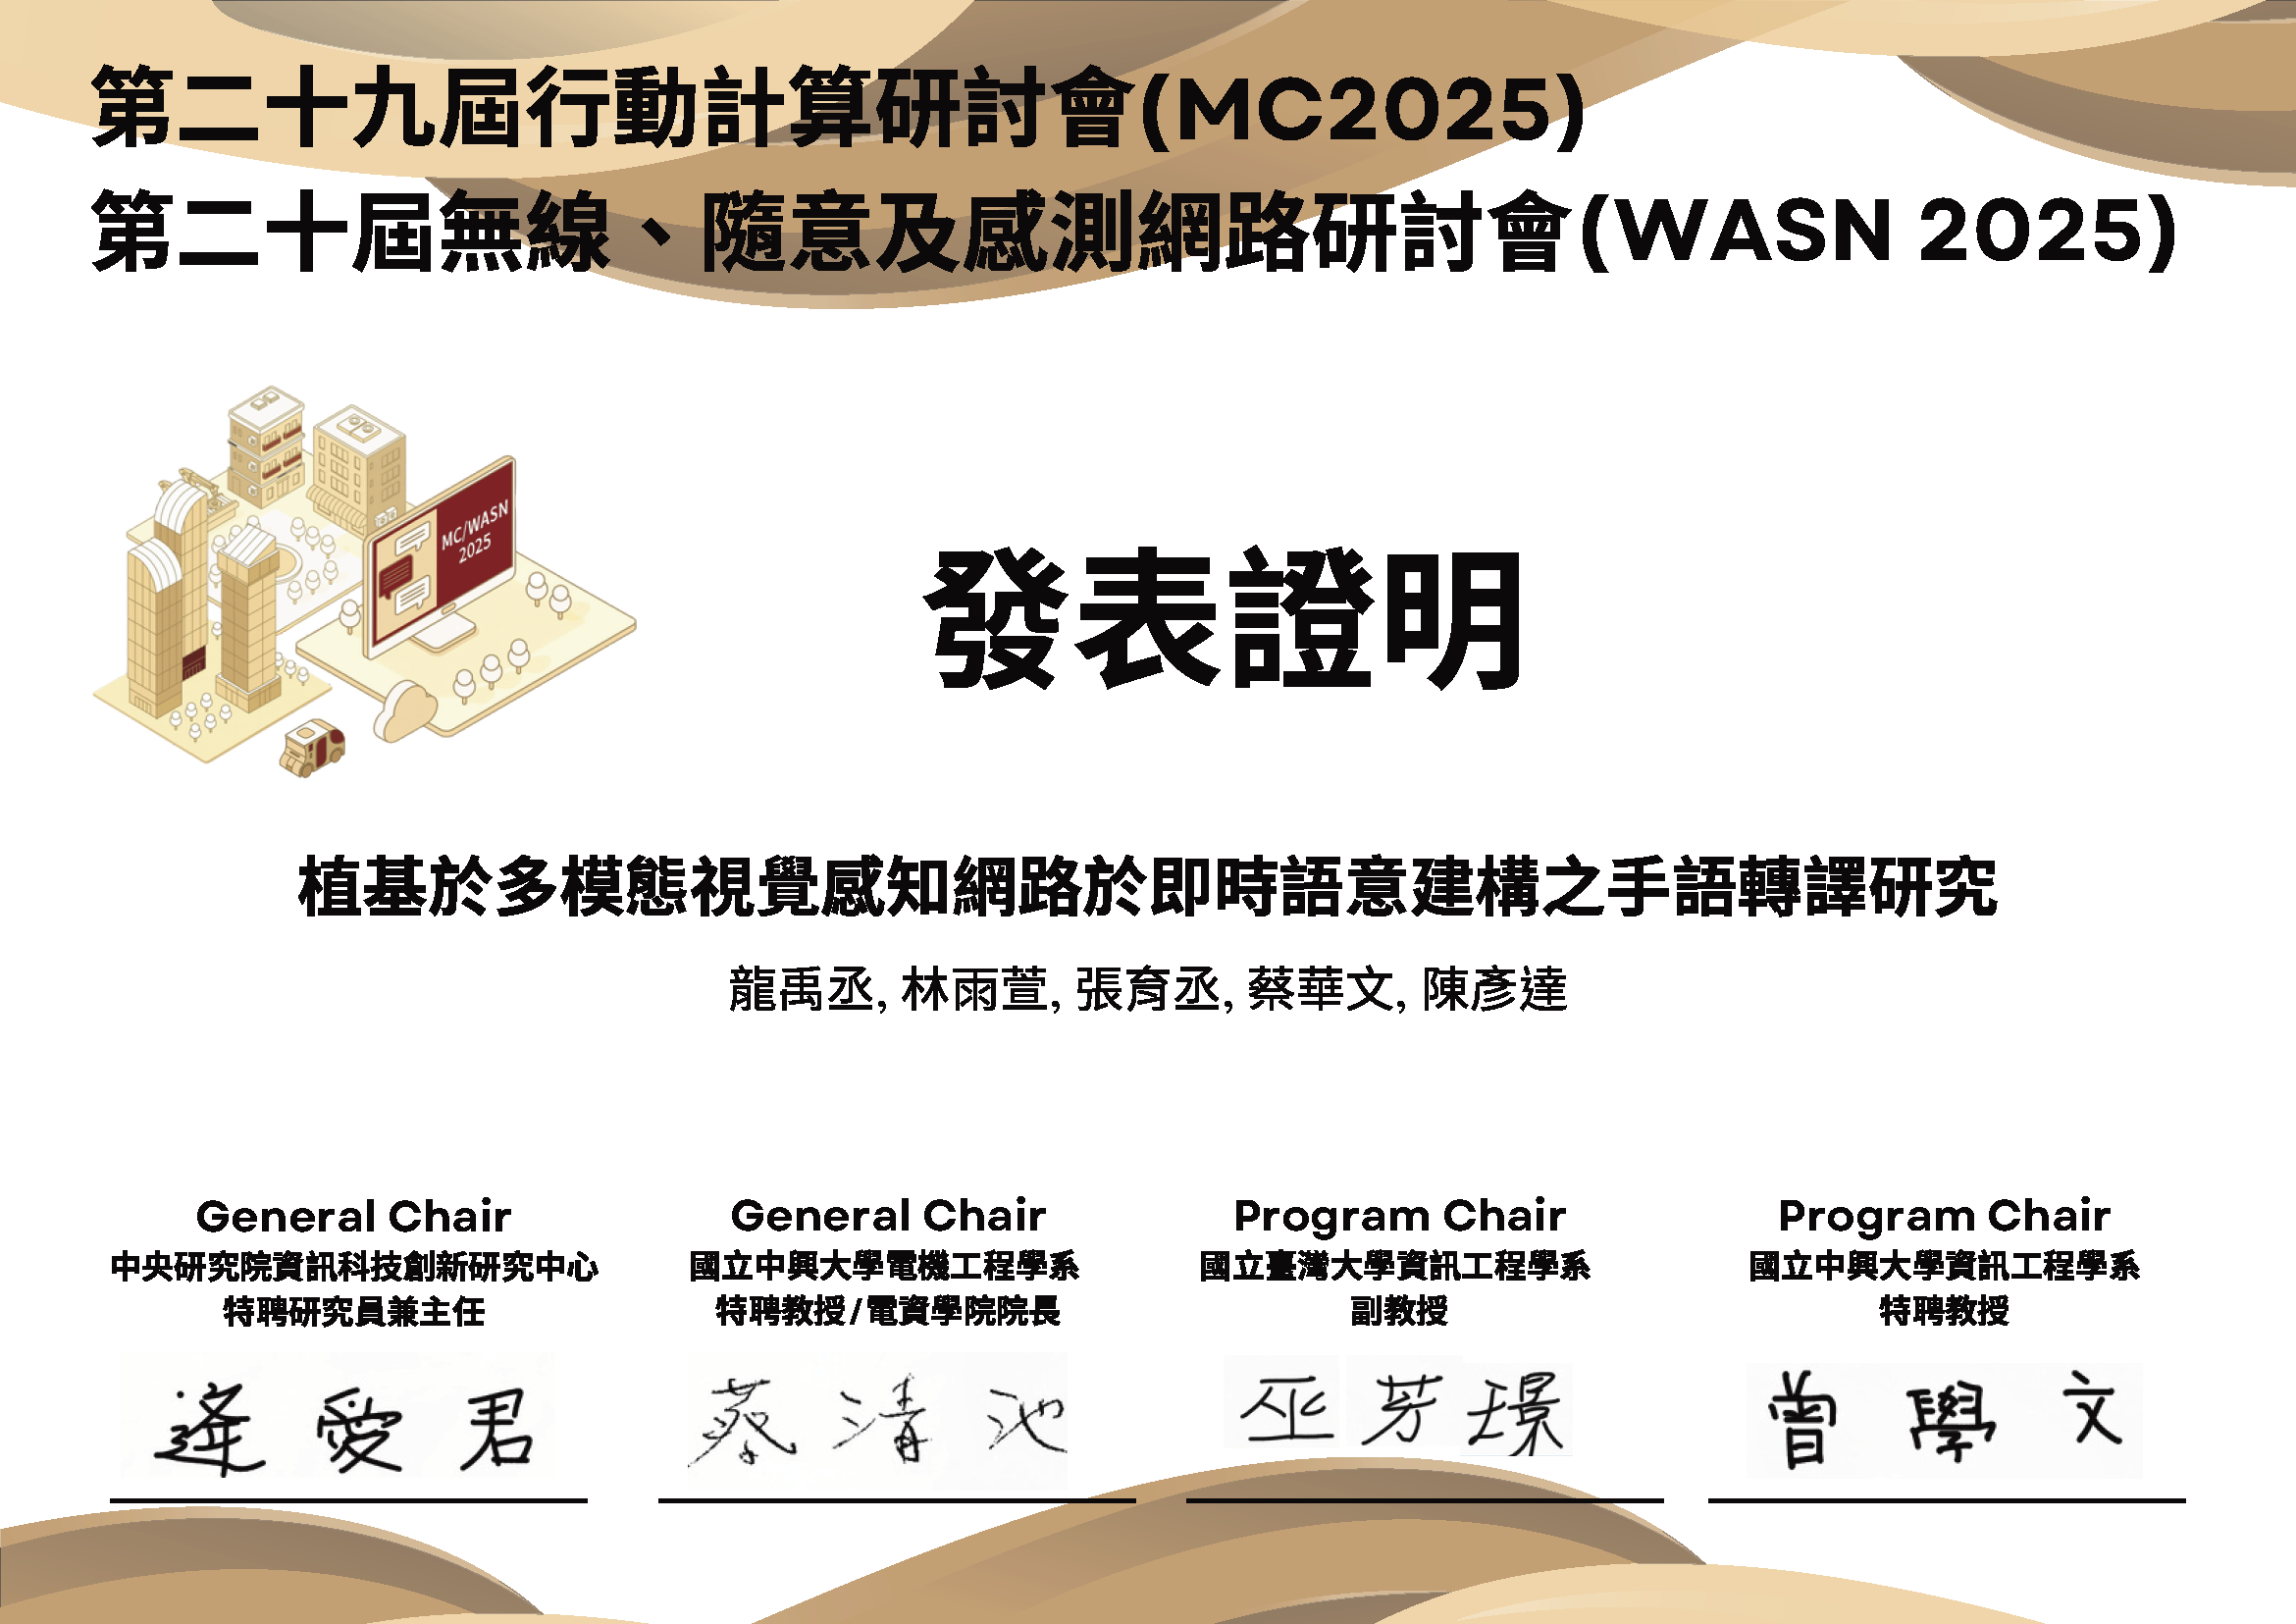 第二十九屆行動計算研討會(MC2025)
第二十屆無線、隨意及感測網路研討會(WASN 2025)
MC/WASN
2025
發表證明
植基於多模態視覺感知網路於即時語意建構之手語轉譯研究
龍禹丞, 林雨萱, 張育丞, 蔡華文, 陳彥達
General Chair
中央研究院資訊科技創新研究中心
特聘研究員兼主任
逄愛君
General Chair
國立中興大學電機工程學系
特聘教授/電資學院院長
蔡清池
Program Chair
國立臺灣大學資訊工程學系
副教授
巫芳璟
Program Chair
國立中興大學資訊工程學系
特聘教授
曾學文